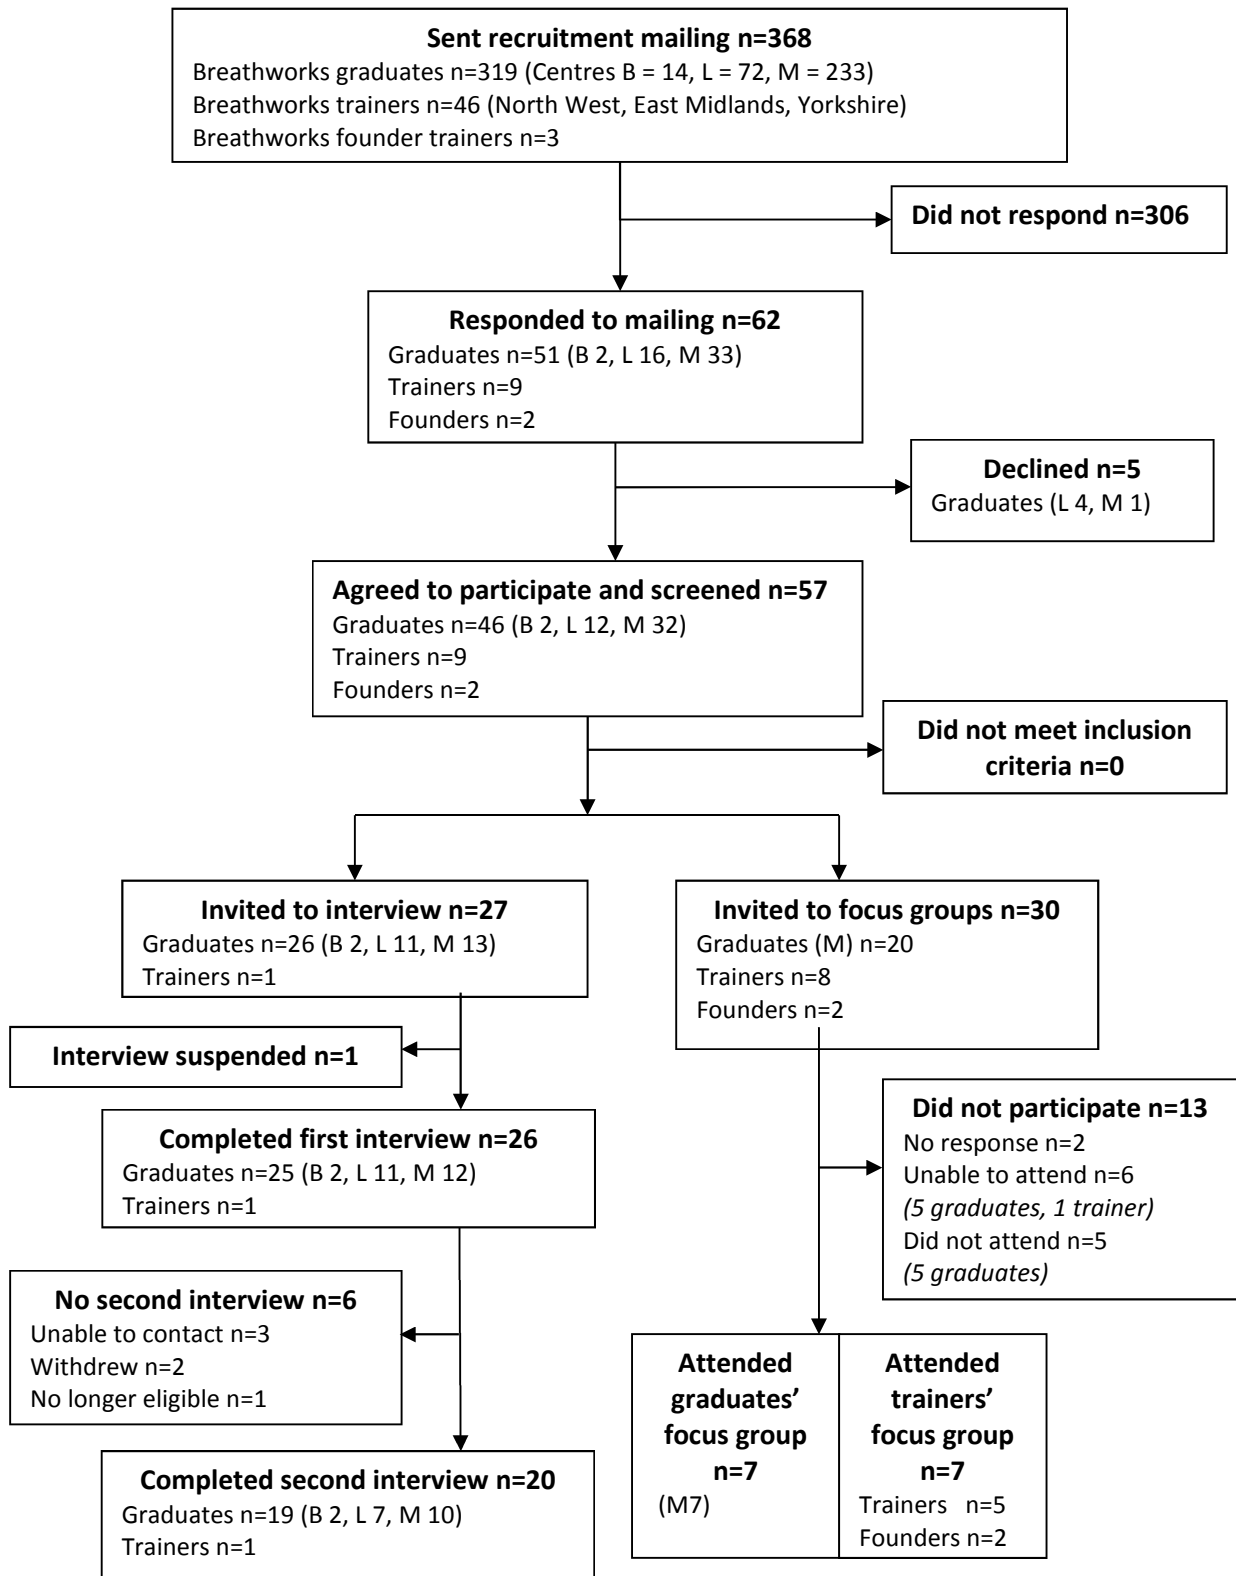 Sent recruitment mailing n=368
Breathworks graduates n=319 (Centres B = 14, L = 72, M = 233)
Breathworks trainers n=46 (North West, East Midlands, Yorkshire)
Breathworks founder trainers n=3
Did not respond n=306
Responded to mailing n=62
Graduates n=51 (B 2, L 16, M 33)
Trainers n=9
Founders n=2
Declined n=5
Graduates (L 4, M 1)
Agreed to participate and screened n=57
Graduates n=46 (B 2, L 12, M 32)
Trainers n=9
Founders n=2
Did not meet inclusion
criteria n=0
Invited to interview n=27
Graduates n=26 (B 2, L 11, M 13)
Trainers n=1
Invited to focus groups n=30
Graduates (M) n=20
Trainers n=8
Founders n=2
Interview suspended n=1
Did not participate n=13
No response n=2
Unable to attend n=6
(5 graduates, 1 trainer)
Did not attend n=5
(5 graduates)
Completed first interview n=26
Graduates n=25 (B 2, L 11, M 12)
Trainers n=1
No second interview n=6
Unable to contact n=3
Withdrew n=2
No longer eligible n=1
Attended
graduates’
focus group
n=7
(M7)
Attended
trainers’
focus group
n=7
Trainers n=5
Founders n=2
Completed second interview n=20
Graduates n=19 (B 2, L 7, M 10)
Trainers n=1